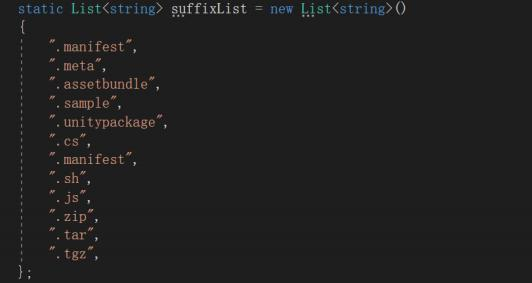 static List<string> suffixList = new List<string>()
{
".manifest",
".meta",
".assetbundle",
".sample",
".unitypackage",
".cs",
".manifest",
".sh",
".js",
".zip",
".tar",
".tgz",
};